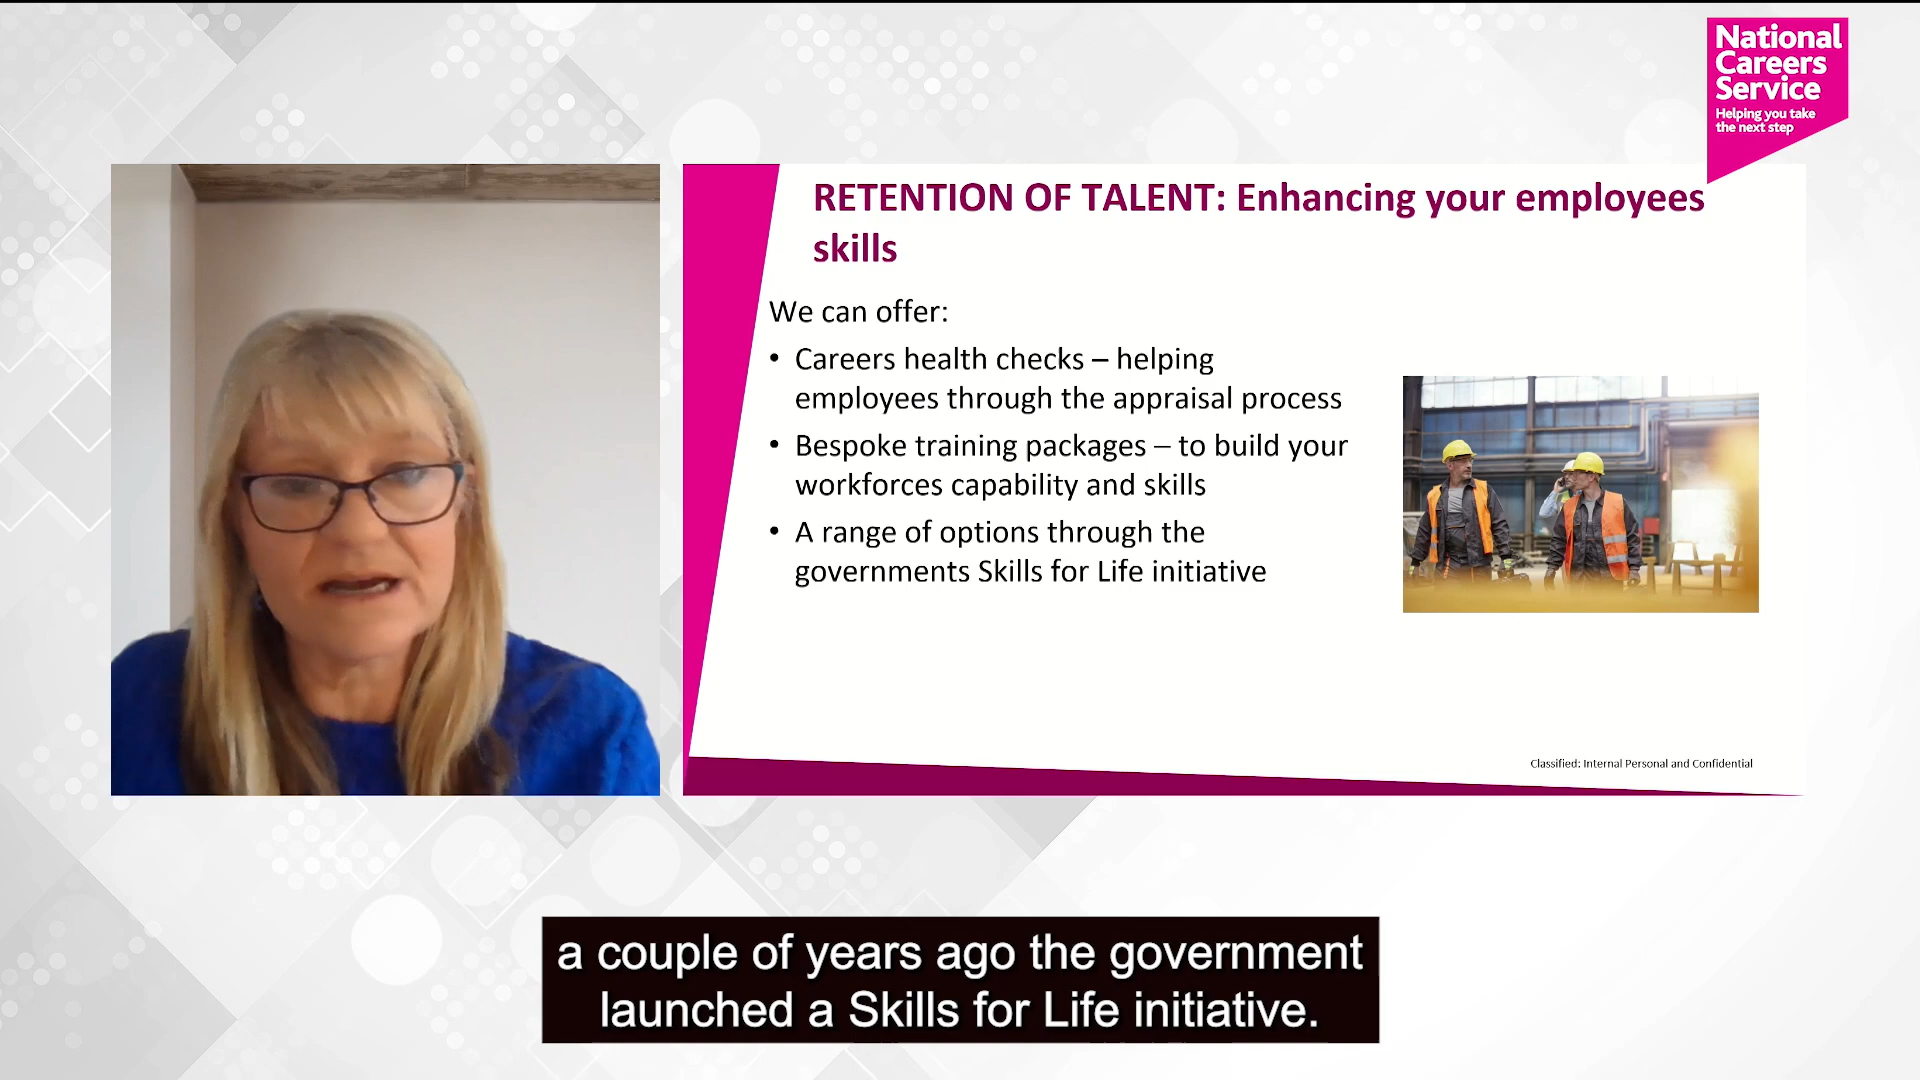 National
Careers
Service
Helping you take
the next step
RETENTION OF TALENT: Enhancing your employees
skills
We can offer:
• Careers health checks – helping
employees through the appraisal process
• Bespoke training packages – to build your
workforces capability and skills
• A range of options through the
governments Skills for Life initiative
Classified: Internal Personal and Confidential
a couple of years ago the government
launched a Skills for Life initiative.